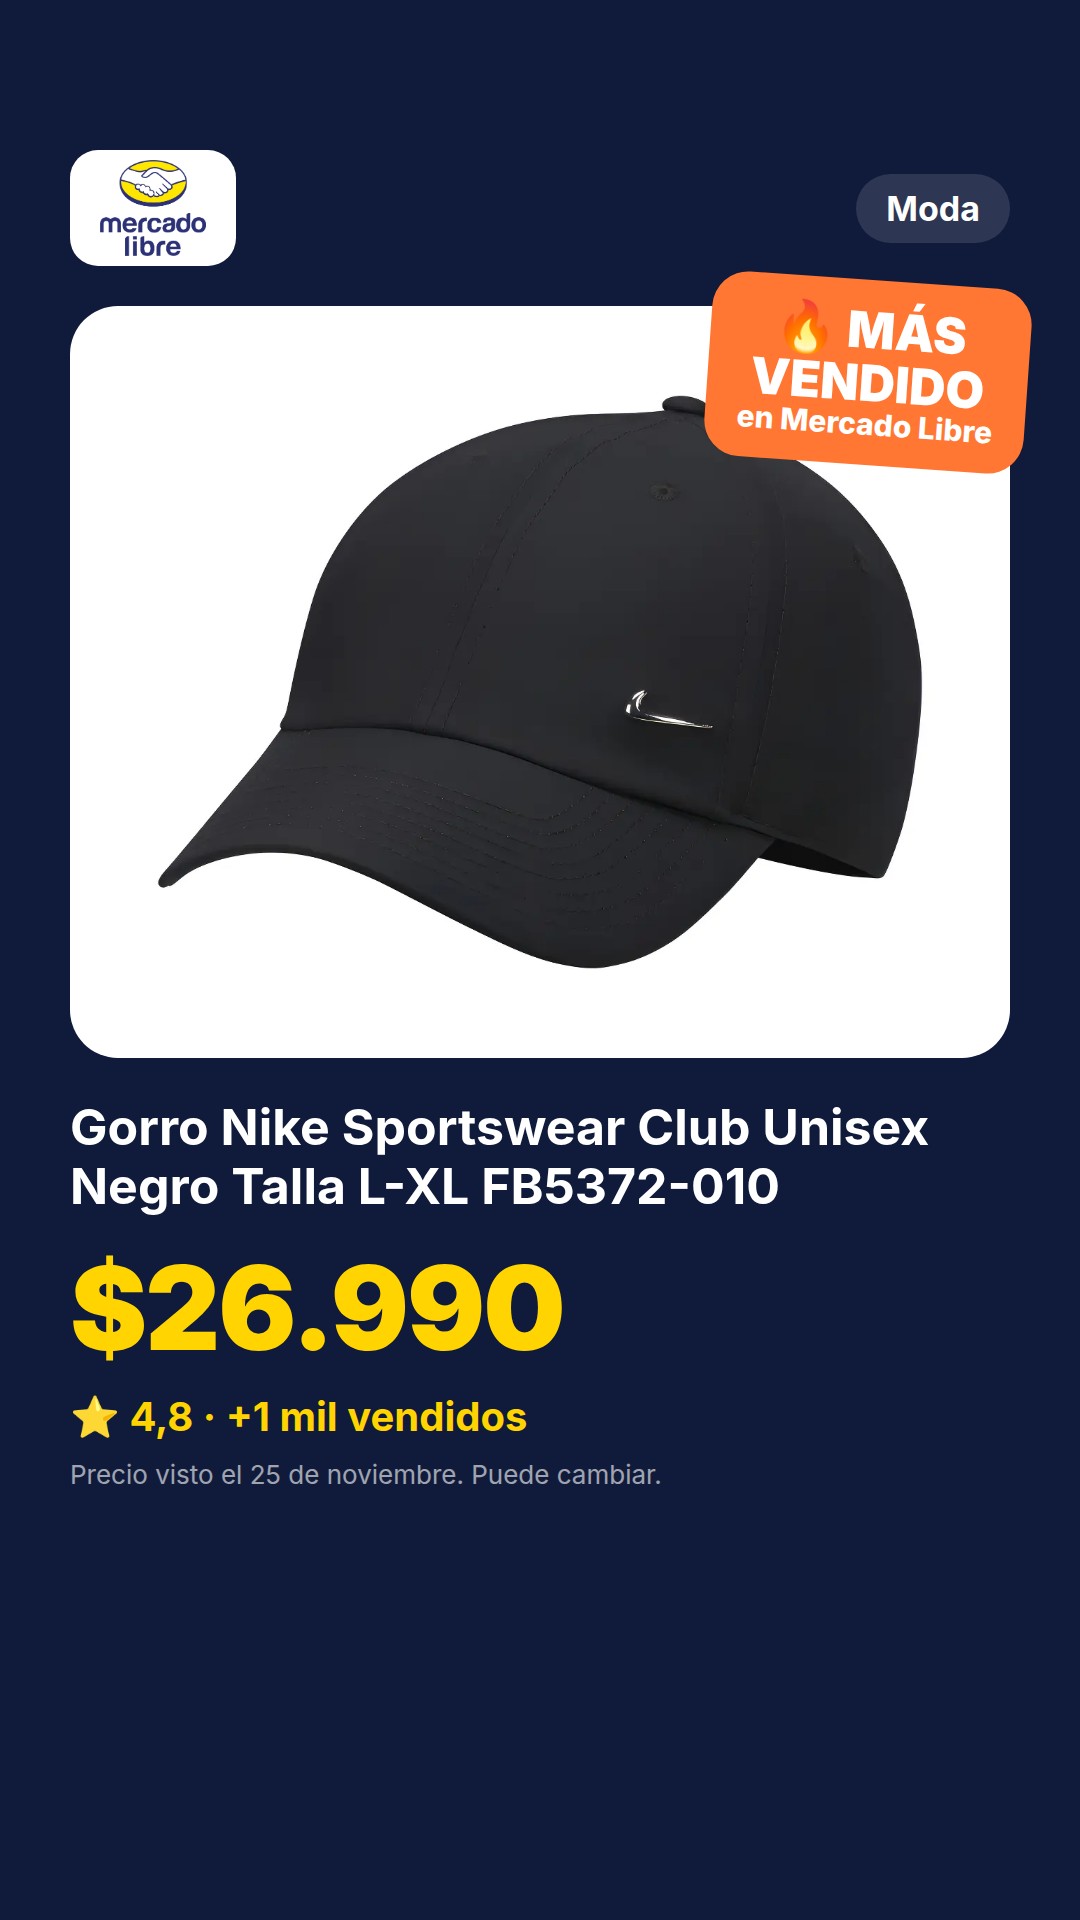 mercado
libre
Moda
🔥 MÁS
VENDIDO
en Mercado Libre
Gorro Nike Sportswear Club Unisex
Negro Talla L-XL FB5372-010
$26.990
⭐ 4,8 · +1 mil vendidos
Precio visto el 25 de noviembre. Puede cambiar.